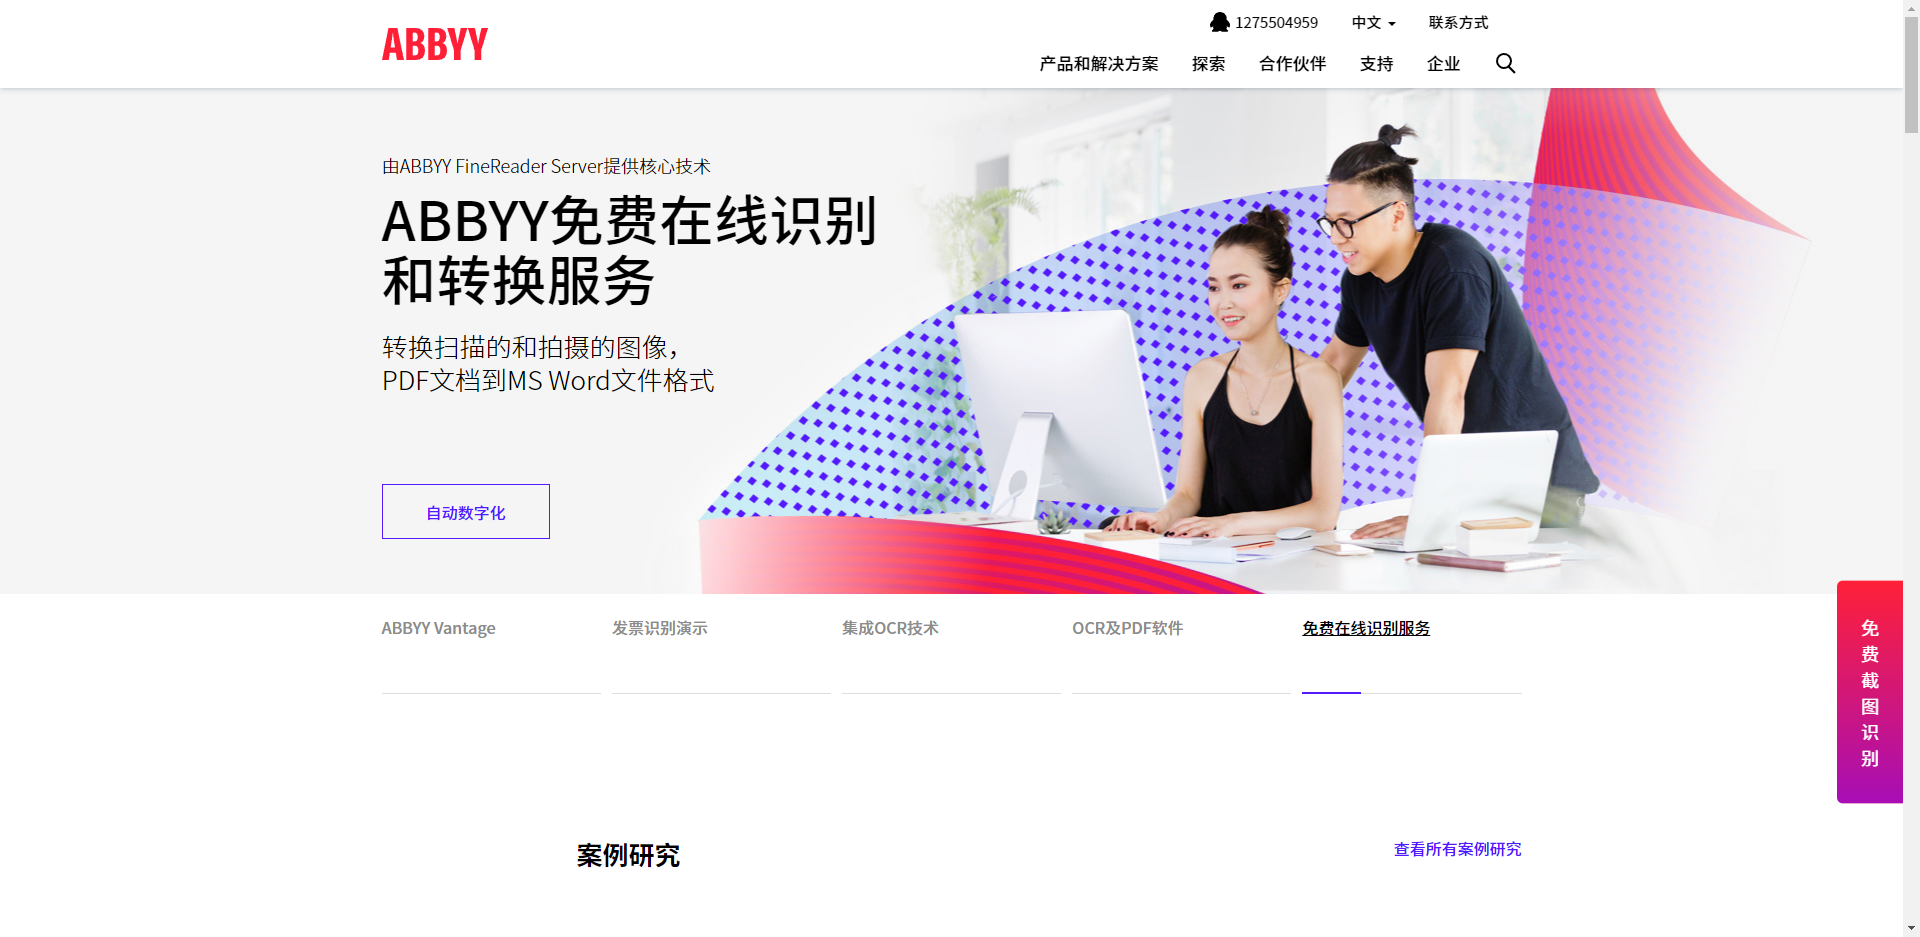 ABBYY
1275504959
中文
联系方式
产品和解决方案
探索
合作伙伴
支持
企业
由ABBYY FineReader Server提供核心技术
ABBYY免费在线识别
和转换服务
转换扫描的和拍摄的图像，
PDF文档到MS Word文件格式
自动数字化
ABBYY Vantage
发票识别演示
集成OCR技术
OCR及PDF软件
免费在线识别服务
免费截图识别
案例研究
查看所有案例研究